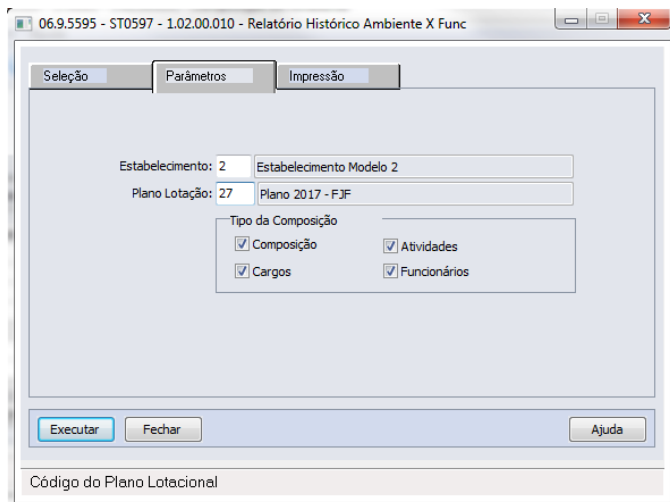 06.9.5595 - ST0597 - 1.02.00.010 - Relatório Histórico Ambiente X Func
Seleção Parâmetros Impressão
Estabelecimento: 2 Estabelecimento Modelo 2
Plano Lotação: 27 Plano 2017 - FJF
Tipo da Composição
Composição Atividades
Cargos Funcionários
Executar Fechar Ajuda
Código do Plano Lotacional